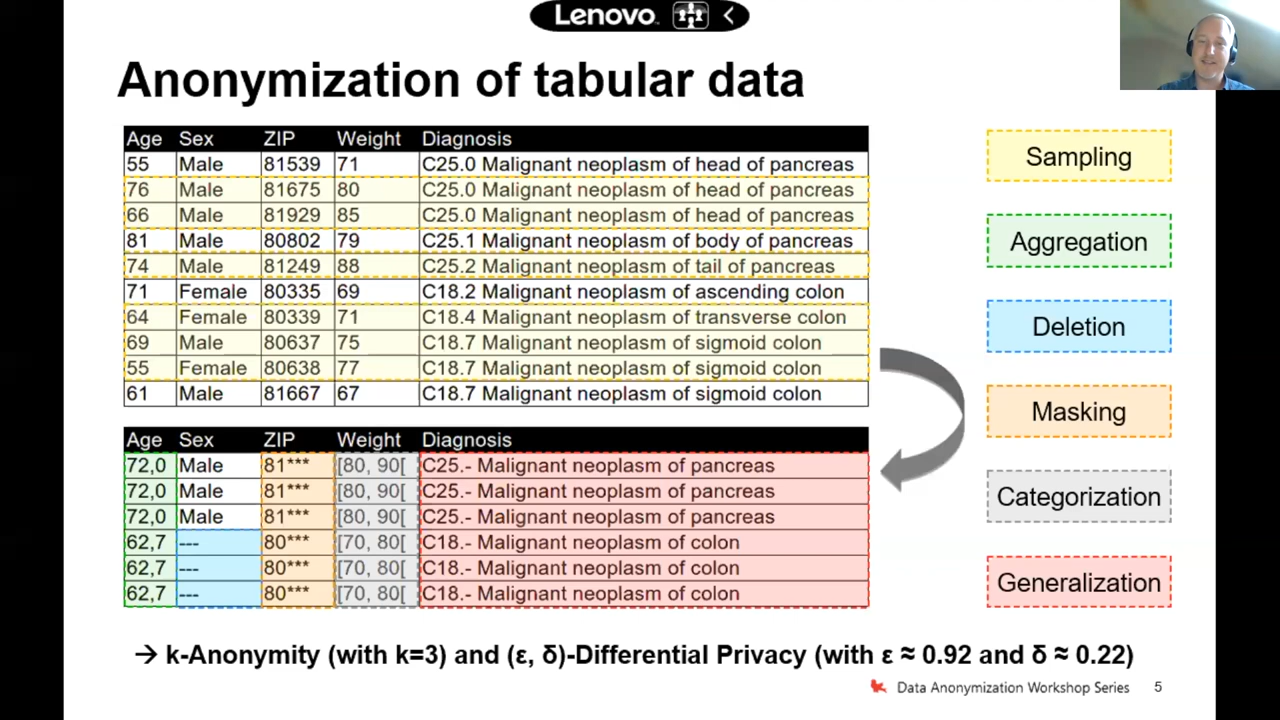 Lenovo
Anonymization of tabular data
Age Sex ZIP Weight Diagnosis
55 Male 81539 71 C25.0 Malignant neoplasm of head of pancreas
76 Male 81675 80 C25.0 Malignant neoplasm of head of pancreas
66 Male 81929 85 C25.0 Malignant neoplasm of head of pancreas
81 Male 80802 79 C25.1 Malignant neoplasm of body of pancreas
74 Male 81249 88 C25.2 Malignant neoplasm of tail of pancreas
71 Female 80335 69 C18.2 Malignant neoplasm of ascending colon
64 Female 80339 71 C18.4 Malignant neoplasm of transverse colon
69 Male 80637 75 C18.7 Malignant neoplasm of sigmoid colon
55 Female 80638 77 C18.7 Malignant neoplasm of sigmoid colon
61 Male 81667 67 C18.7 Malignant neoplasm of sigmoid colon
Age Sex ZIP Weight Diagnosis
72,0 Male 81*** [80, 90[ C25.- Malignant neoplasm of pancreas
72,0 Male 81*** [80, 90[ C25.- Malignant neoplasm of pancreas
72,0 Male 81*** [80, 90[ C25.- Malignant neoplasm of pancreas
62,7 --- 80*** [70, 80[ C18.- Malignant neoplasm of colon
62,7 --- 80*** [70, 80[ C18.- Malignant neoplasm of colon
62,7 --- 80*** [70, 80[ C18.- Malignant neoplasm of colon
Sampling
Aggregation
Deletion
Masking
Categorization
Generalization
→ k-Anonymity (with k=3) and (ε, δ)-Differential Privacy (with ε ≈ 0.92 and δ ≈ 0.22)
Data Anonymization Workshop Series 5